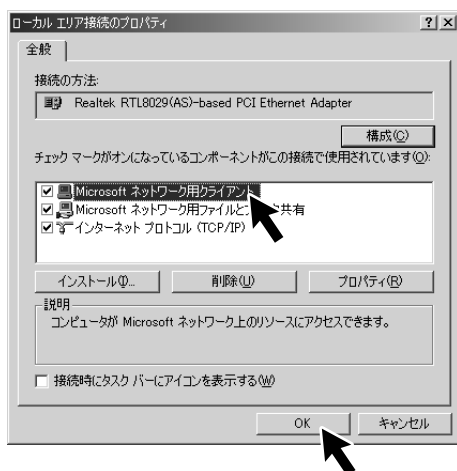 ローカル エリア接続のプロパティ
全般
接続の方法:
Realtek RTL8029(AS)-based PCI Ethernet Adapter
構成(C)
チェック マークがオンになっているコンポーネントがこの接続で使用されています(O):
Microsoft ネットワーク用クライアント
Microsoft ネットワーク用ファイルと 共有
インターネット プロトコル (TCP/IP)
インストール(I)... 削除(U) プロパティ(R)
説明
コンピュータが Microsoft ネットワーク上のリソースにアクセスできます。
接続時にタスク バーにアイコンを表示する(W)
OK キャンセル